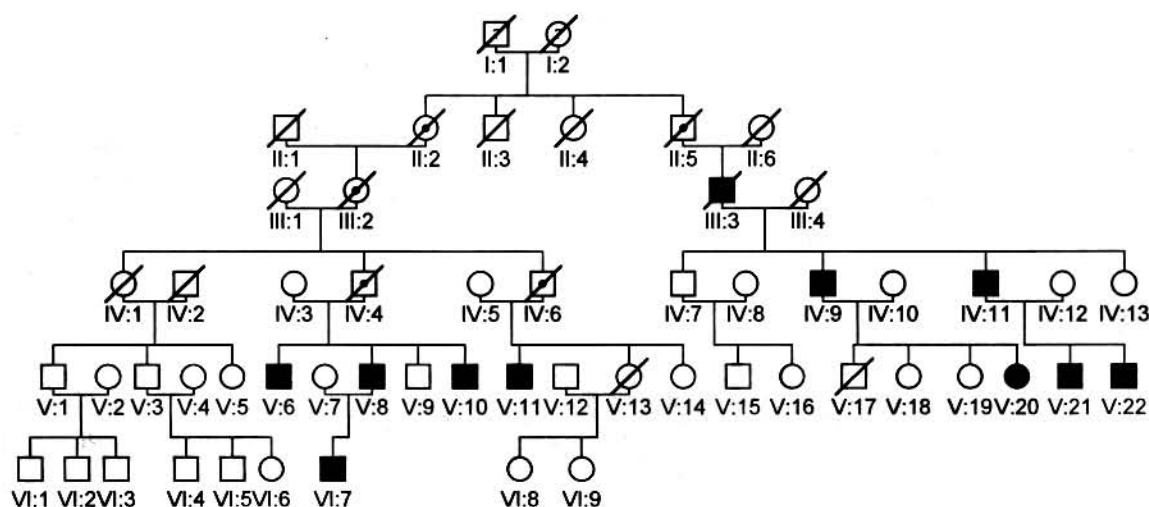 ? ?
I:1 I:2
II:1 II:2 II:3 II:4 II:5 II:6
III:1 III:2 III:3 III:4
IV:1 IV:2 IV:3 IV:4 IV:5 IV:6 IV:7 IV:8 IV:9 IV:10 IV:11 IV:12 IV:13
V:1 V:2 V:3 V:4 V:5 V:6 V:7 V:8 V:9 V:10 V:11 V:12 V:13 V:14 V:15 V:16 V:17 V:18 V:19 V:20 V:21 V:22
VI:1 VI:2 VI:3 VI:4 VI:5 VI:6 VI:7 VI:8 VI:9